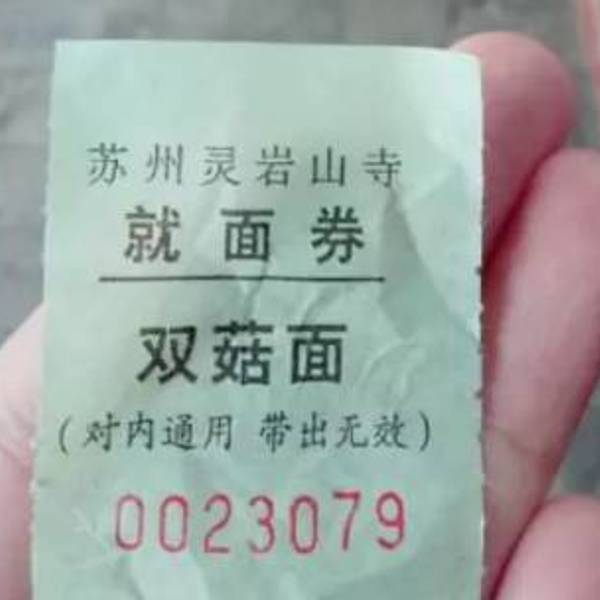 苏州灵岩山寺
就面券
双菇面
(对内通用 带出无效)
0023079